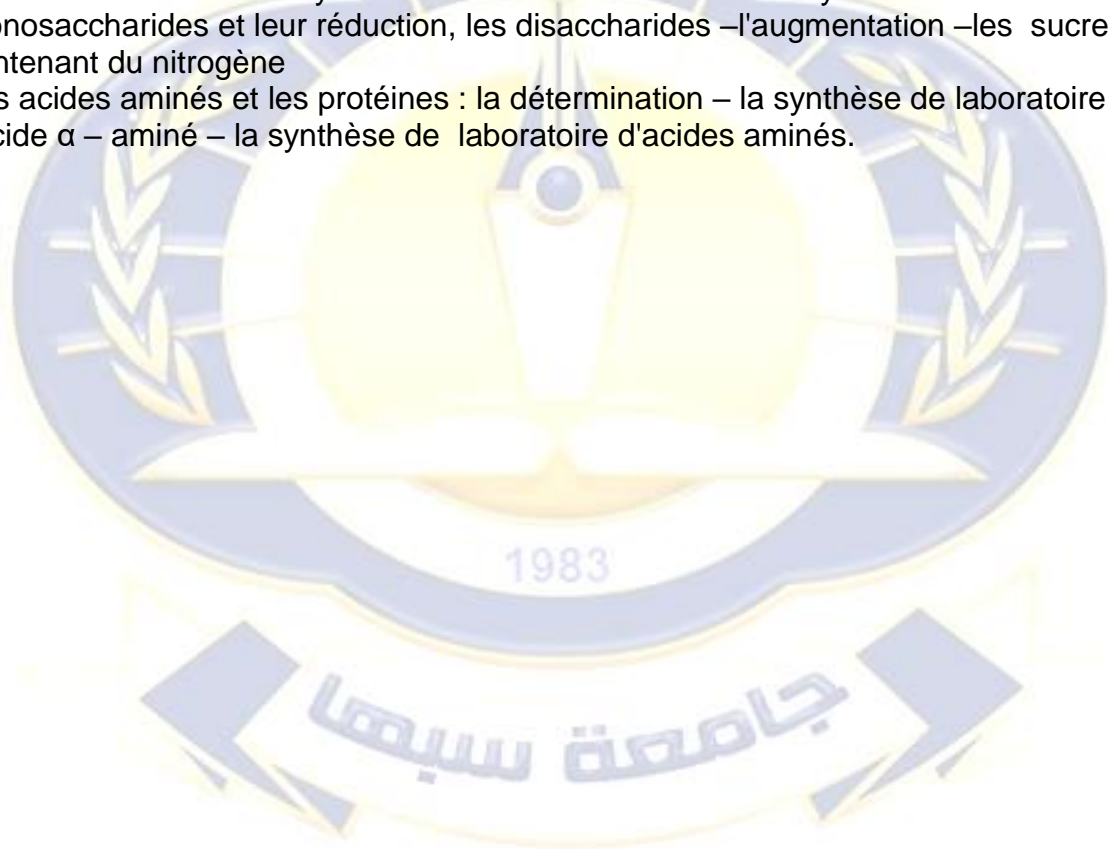 onosaccharides et leur réduction, les disaccharides –l'augmentation –les sucre
ntenant du nitrogène
s acides aminés et les protéines : la détermination – la synthèse de laboratoire
cide α – aminé – la synthèse de laboratoire d'acides aminés.
1983
جامعة سبها